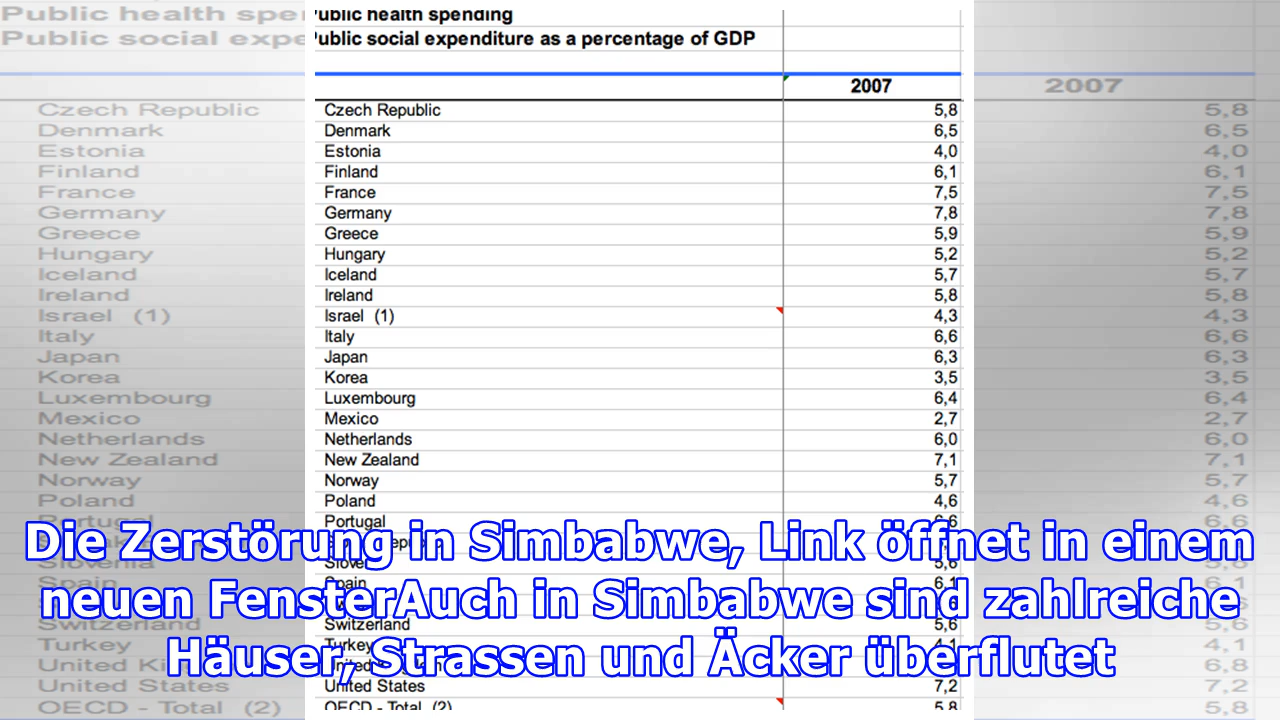 Public health spending
Public social expenditure as a percentage of GDP
2007
Czech Republic 5,8
Denmark 6,5
Estonia 4,0
Finland 6,1
France 7,5
Germany 7,8
Greece 5,9
Hungary 5,2
Iceland 5,7
Ireland 5,8
Israel (1) 4,3
Italy 6,6
Japan 6,3
Korea 3,5
Luxembourg 6,4
Mexico 2,7
Netherlands 6,0
New Zealand 7,1
Norway 5,7
Poland 4,6
Portugal 6,6
Slovenia 5,6
Spain 6,1
Switzerland 5,6
Turkey 4,1
United 6,8
United States 7,2
OECD - Total (2) 5,8
Die Zerstörung in Simbabwe, Link öffnet in einem
neuen FensterAuch in Simbabwe sind zahlreiche
Häuser, Strassen und Äcker überflutet